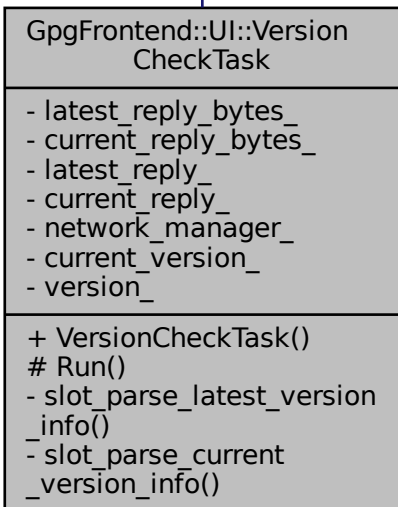 GpgFrontend::UI::Version
CheckTask
- latest_reply_bytes_
- current_reply_bytes_
- latest_reply_
- current_reply_
- network_manager_
- current_version_
- version_
+ VersionCheckTask()
# Run()
- slot_parse_latest_version
_info()
- slot_parse_current
_version_info()